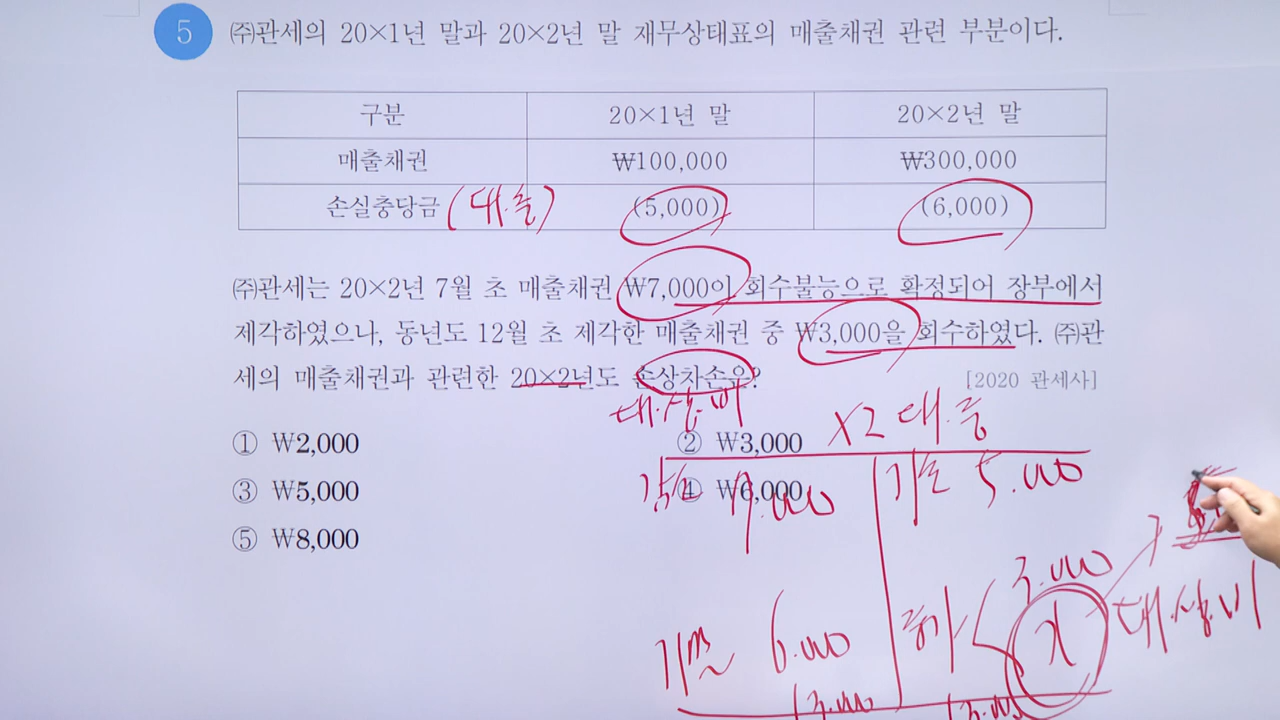 5 ㈜관세의 20×1년 말과 20×2년 말 재무상태표의 매출채권 관련 부분이다.
구분 20×1년 말 20×2년 말
매출채권 ₩100,000 ₩300,000
손실충당금 (대.충) (5,000) (6,000)
㈜관세는 20×2년 7월 초 매출채권 ₩7,000이 회수불능으로 확정되어 장부에서
제각하였으나, 동년도 12월 초 제각한 매출채권 중 ₩3,000을 회수하였다. ㈜관
세의 매출채권과 관련한 20×2년도 손상차손은?
[2020 관세사]
대.상.비
① ₩2,000
② ₩3,000
③ ₩5,000
④ ₩6,000
⑤ ₩8,000
X2 대.충
7.000 기초 5.000
3.000
증가 x 대.상.비
기말 6.000
13.000 13.000